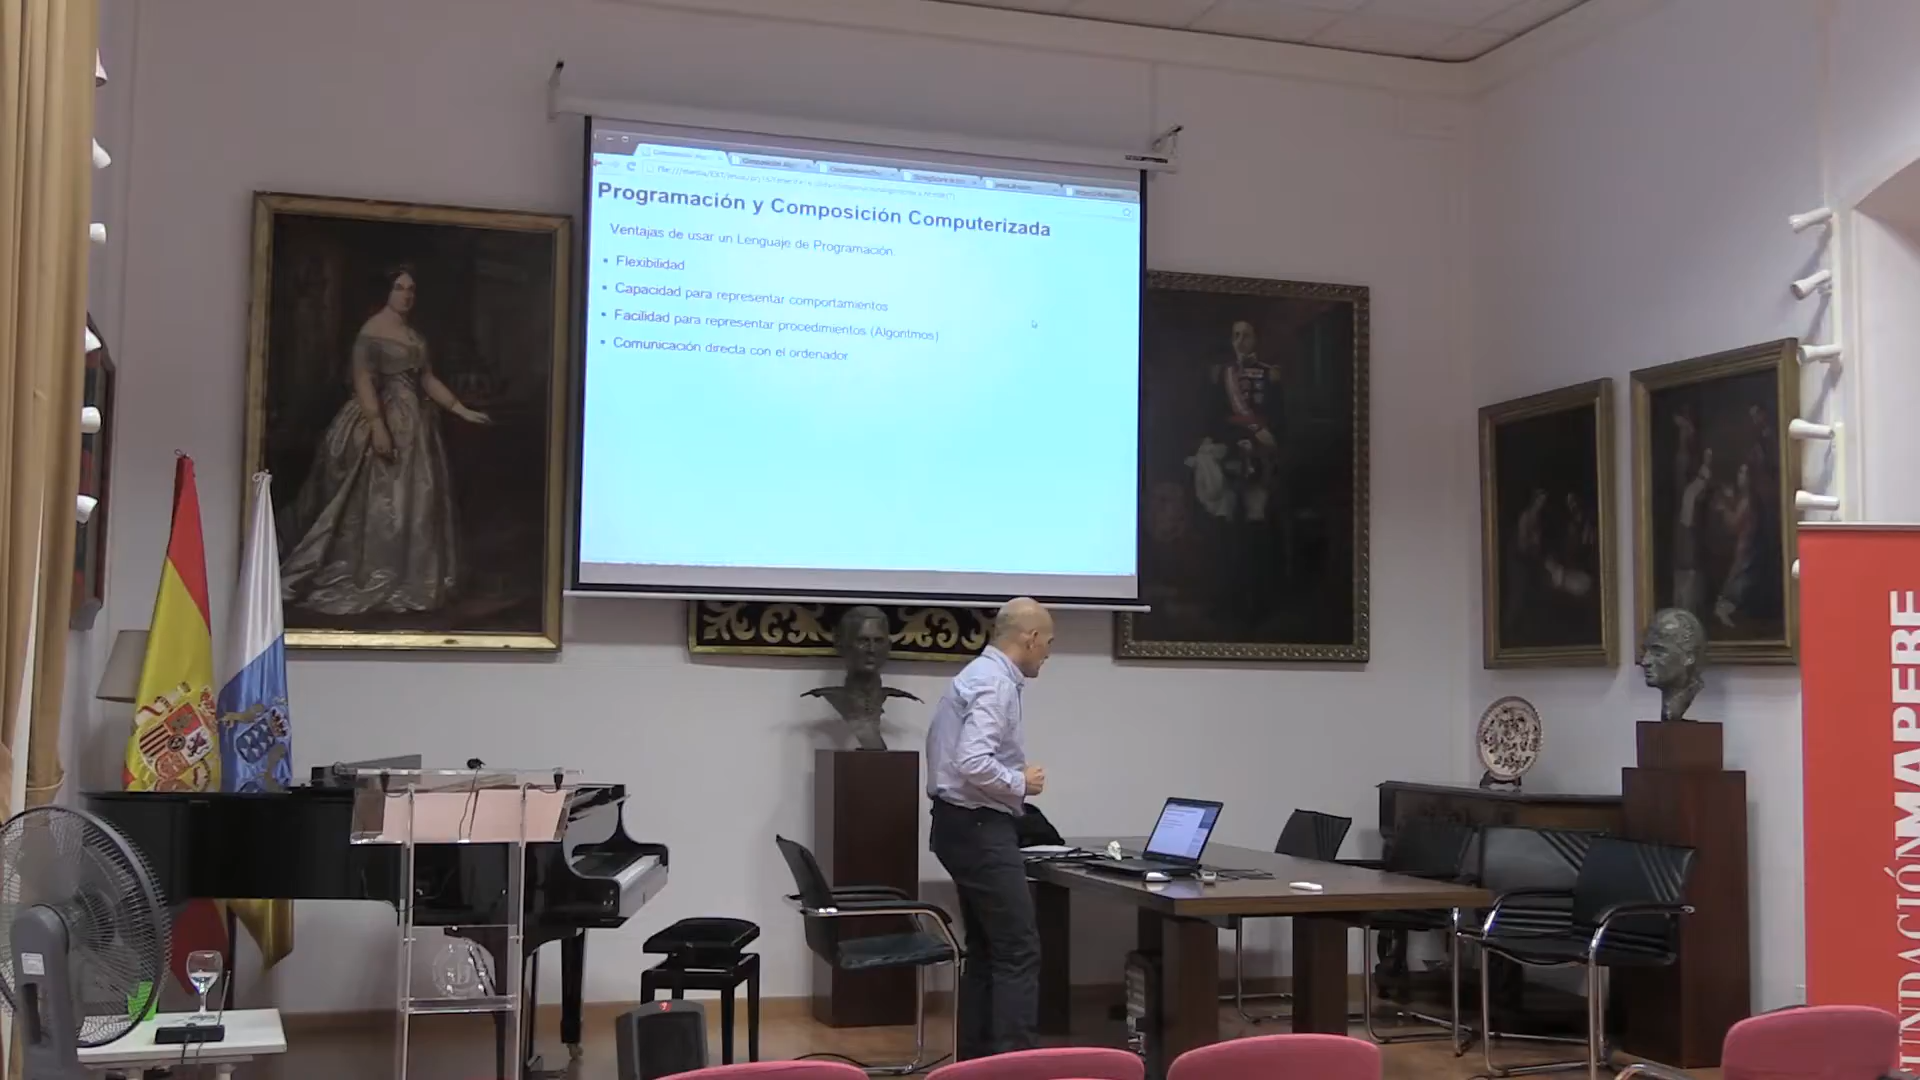 Programación y Composición Computerizada
Ventajas de usar un Lenguaje de Programación.
• Flexibilidad
• Capacidad para representar comportamientos
• Facilidad para representar procedimientos (Algoritmos)
• Comunicación directa con el ordenador
FUNDACIÓNMAPFRE